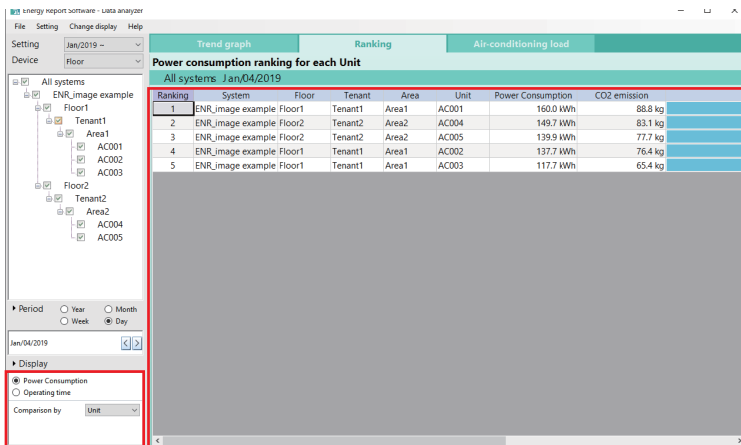 Energy Report Software - Data analyzer
File Setting Change display Help
Setting Jan/2019 ~
Device Floor
All systems
ENR_image example
Floor1
Tenant1
Area1
AC001
AC002
AC003
Floor2
Tenant2
Area2
AC004
AC005
Period Year Month
Week Day
Jan/04/2019 < >
Display
Power Consumption
Operating time
Comparison by Unit
Trend graph Ranking Air-conditioning load
Power consumption ranking for each Unit
All systems Jan/04/2019
Ranking System Floor Tenant Area Unit Power Consumption CO2 emission
1 ENR_image example Floor1 Tenant1 Area1 AC001 160.0 kWh 88.8 kg
2 ENR_image example Floor2 Tenant2 Area2 AC004 149.7 kWh 83.1 kg
3 ENR_image example Floor2 Tenant2 Area2 AC005 139.9 kWh 77.7 kg
4 ENR_image example Floor1 Tenant1 Area1 AC002 137.7 kWh 76.4 kg
5 ENR_image example Floor1 Tenant1 Area1 AC003 117.7 kWh 65.4 kg